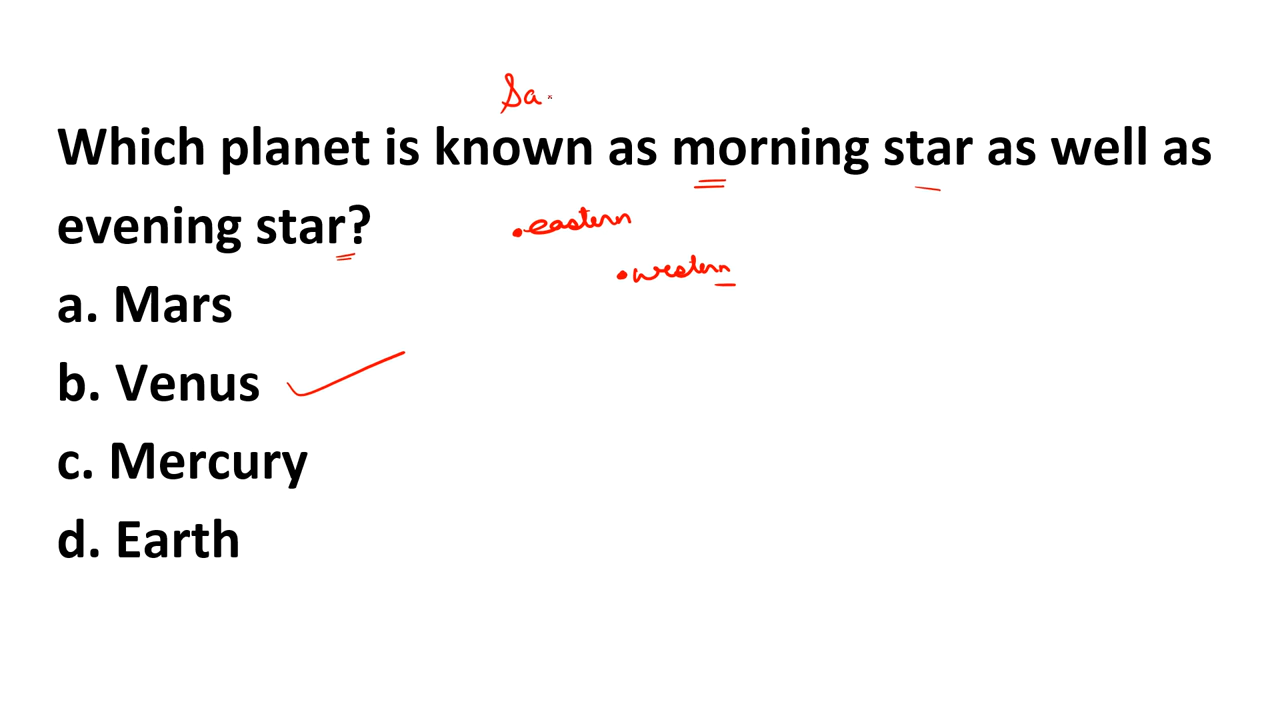 Sa
Which planet is known as morning star as well as
evening star?
eastern
western
a. Mars
b. Venus
c. Mercury
d. Earth